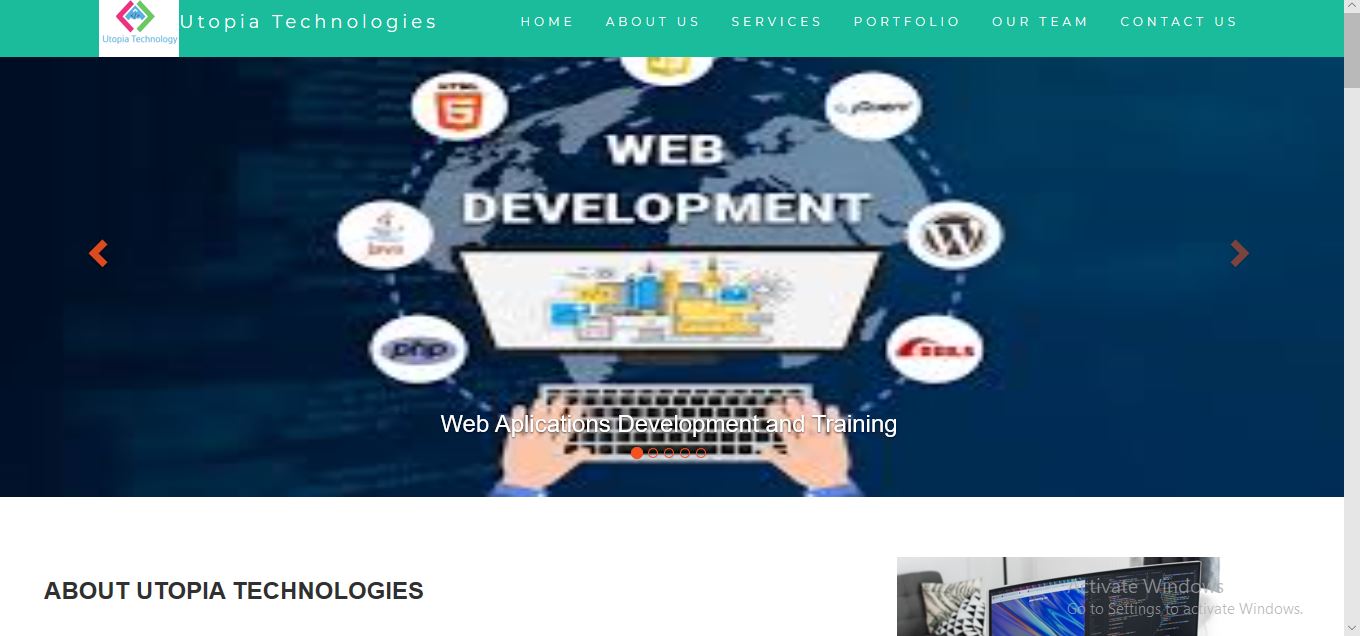 Utopia Technology
Utopia Technologies
HOME ABOUT US SERVICES PORTFOLIO OUR TEAM CONTACT US
HTML
5
WEB
DEVELOPMENT
Java
php
RAILS
Web Aplications Development and Training
ABOUT UTOPIA TECHNOLOGIES
Activate Windows
Go to Settings to activate Windows.